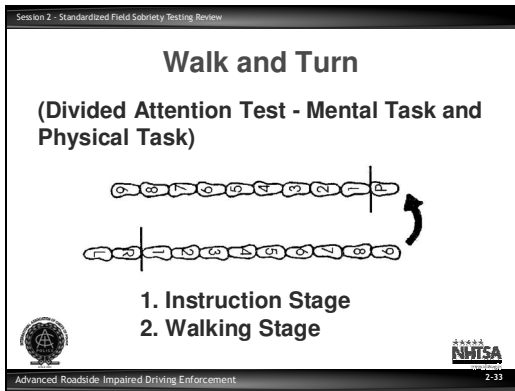 Session 2 - Standardized Field Sobriety Testing Review
Walk and Turn
(Divided Attention Test - Mental Task and
Physical Task)
9 8 7 6 5 4 3 2 1 P
L R 1 2 3 4 5 6 7 8 9
1. Instruction Stage
2. Walking Stage
NHTSA
Advanced Roadside Impaired Driving Enforcement
2-33